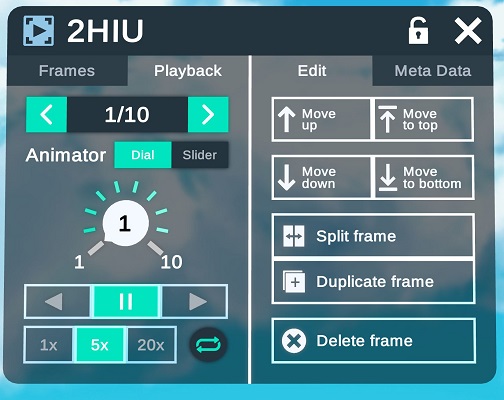 2HIU
Frames
Playback
Edit
Meta Data
1/10
Animator
Dial
Slider
1
1
10
1x
5x
20x
Move
up
Move
to top
Move
down
Move
to bottom
Split frame
Duplicate frame
Delete frame